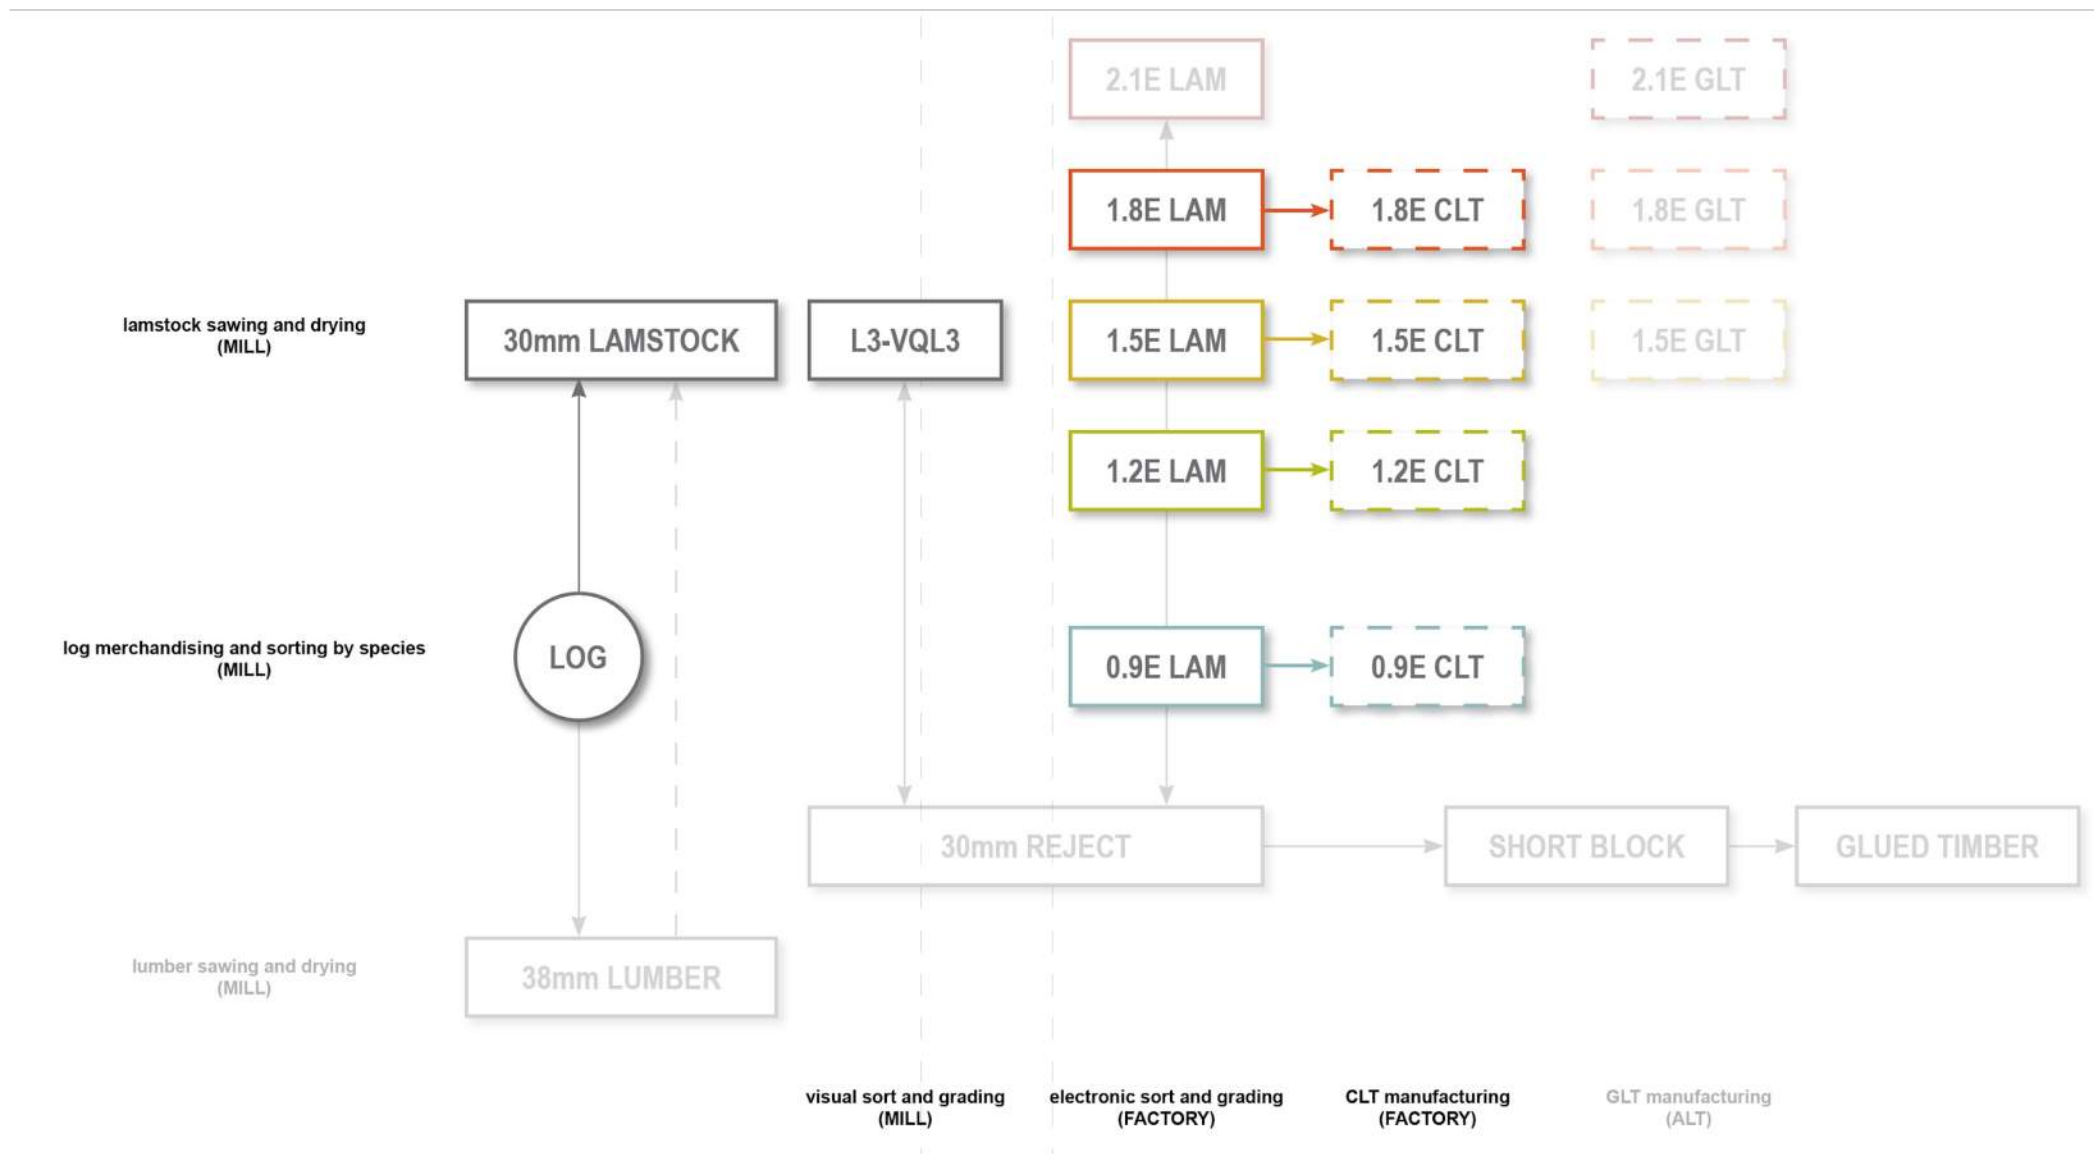 2.1E LAM
2.1E GLT
1.8E LAM
1.8E CLT
1.8E GLT
lamstock sawing and drying
(MILL)
30mm LAMSTOCK
L3-VQL3
1.5E LAM
1.5E CLT
1.5E GLT
1.2E LAM
1.2E CLT
log merchandising and sorting by species
(MILL)
LOG
0.9E LAM
0.9E CLT
30mm REJECT
SHORT BLOCK
GLUED TIMBER
lumber sawing and drying
(MILL)
38mm LUMBER
visual sort and grading
(MILL)
electronic sort and grading
(FACTORY)
CLT manufacturing
(FACTORY)
GLT manufacturing
(ALT)